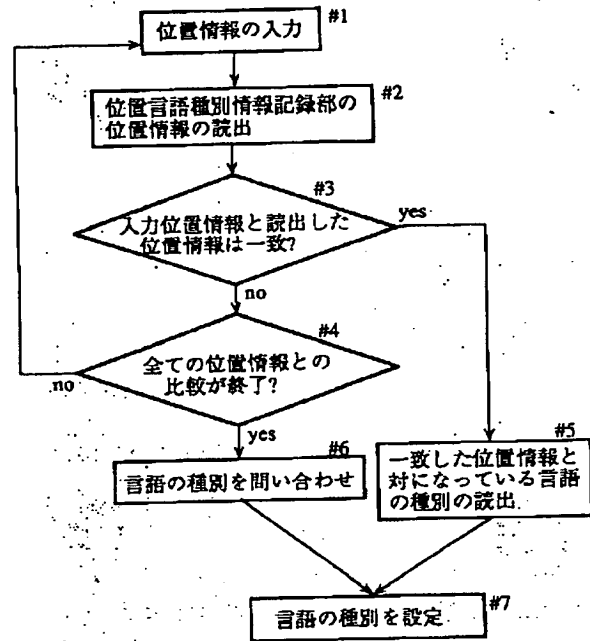 位置情報の入力
#1
位置言語種別情報記録部の
位置情報の読出
#2
#3
入力位置情報と読出した
位置情報は一致?
yes
no
#4
全ての位置情報との
比較が終了?
no
yes
#6
言語の種別を問い合わせ
#5
一致した位置情報と
対になっている言語
の種別の読出
言語の種別を設定
#7